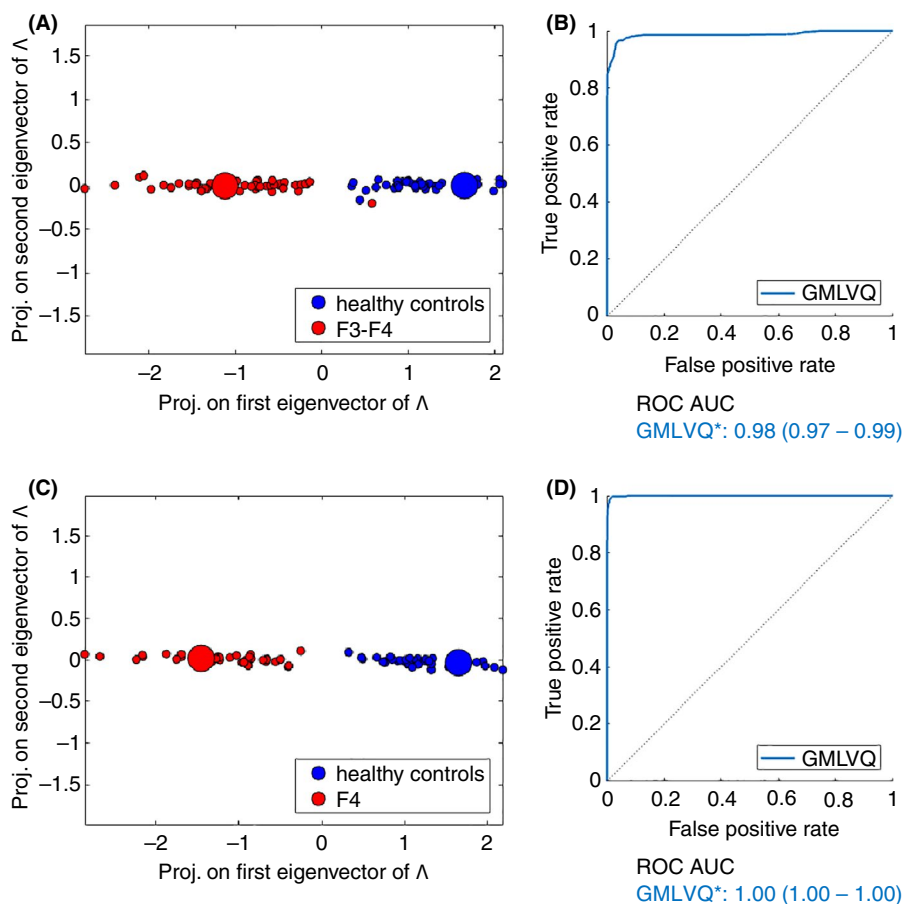 (A)
Proj. on second eigenvector of Λ
1.5
1
0.5
0
−0.5
−1
−1.5
healthy controls
F3-F4
−2
−1
0
1
2
Proj. on first eigenvector of Λ
(B)
True positive rate
1
0.8
0.6
0.4
0.2
0
GMLVQ
0
0.2
0.4
0.6
0.8
1
False positive rate
ROC AUC
GMLVQ*: 0.98 (0.97 – 0.99)
(C)
Proj. on second eigenvector of Λ
1.5
1
0.5
0
−0.5
−1
−1.5
healthy controls
F4
−2
−1
0
1
2
Proj. on first eigenvector of Λ
(D)
True positive rate
1
0.8
0.6
0.4
0.2
0
GMLVQ
0
0.2
0.4
0.6
0.8
1
False positive rate
ROC AUC
GMLVQ*: 1.00 (1.00 – 1.00)